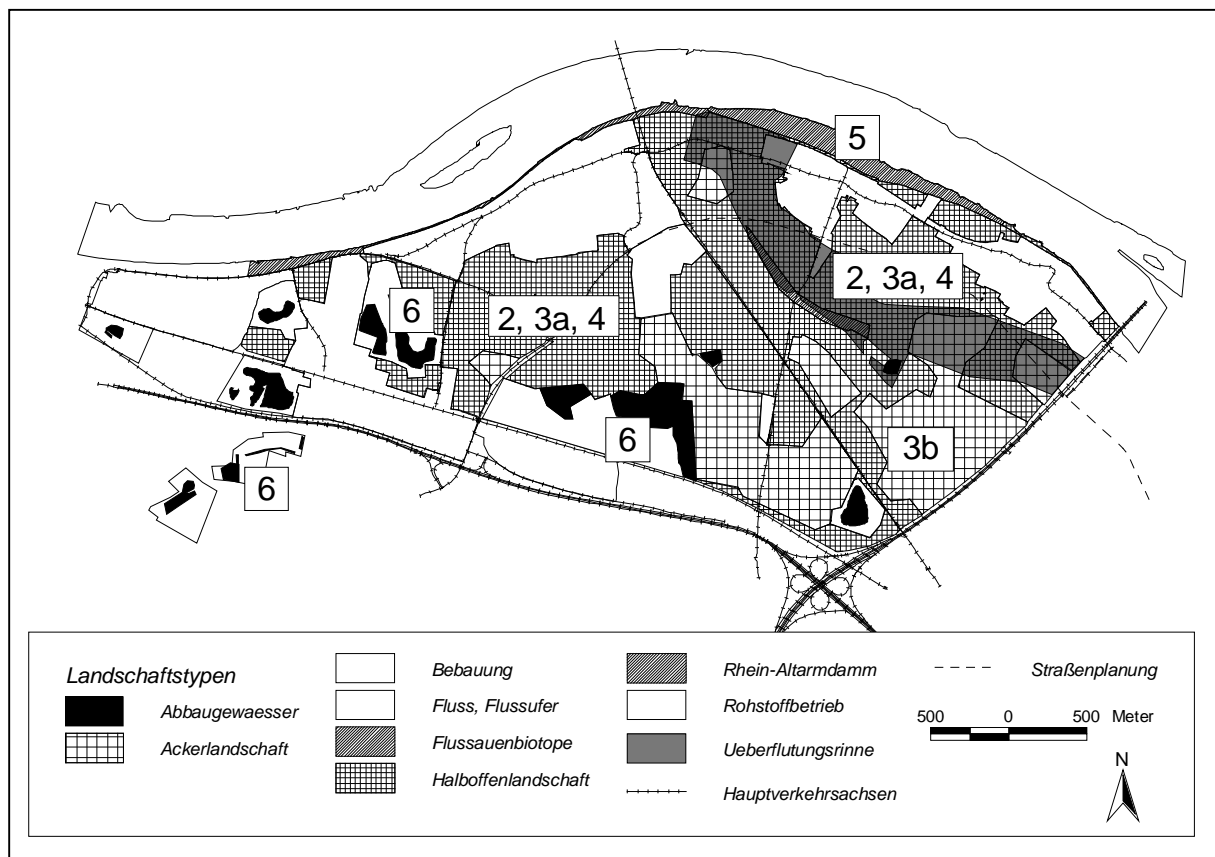 5
2, 3a, 4
6
2, 3a, 4
6
3b
6
Landschaftstypen
Abbaugewaesser
Ackerlandschaft
Bebauung
Fluss, Flussufer
Flussauenbiotope
Halboffenlandschaft
Rhein-Altarmdamm
Rohstoffbetrieb
Ueberflutungsrinne
Hauptverkehrsachsen
Straßenplanung
500 0 500 Meter
N